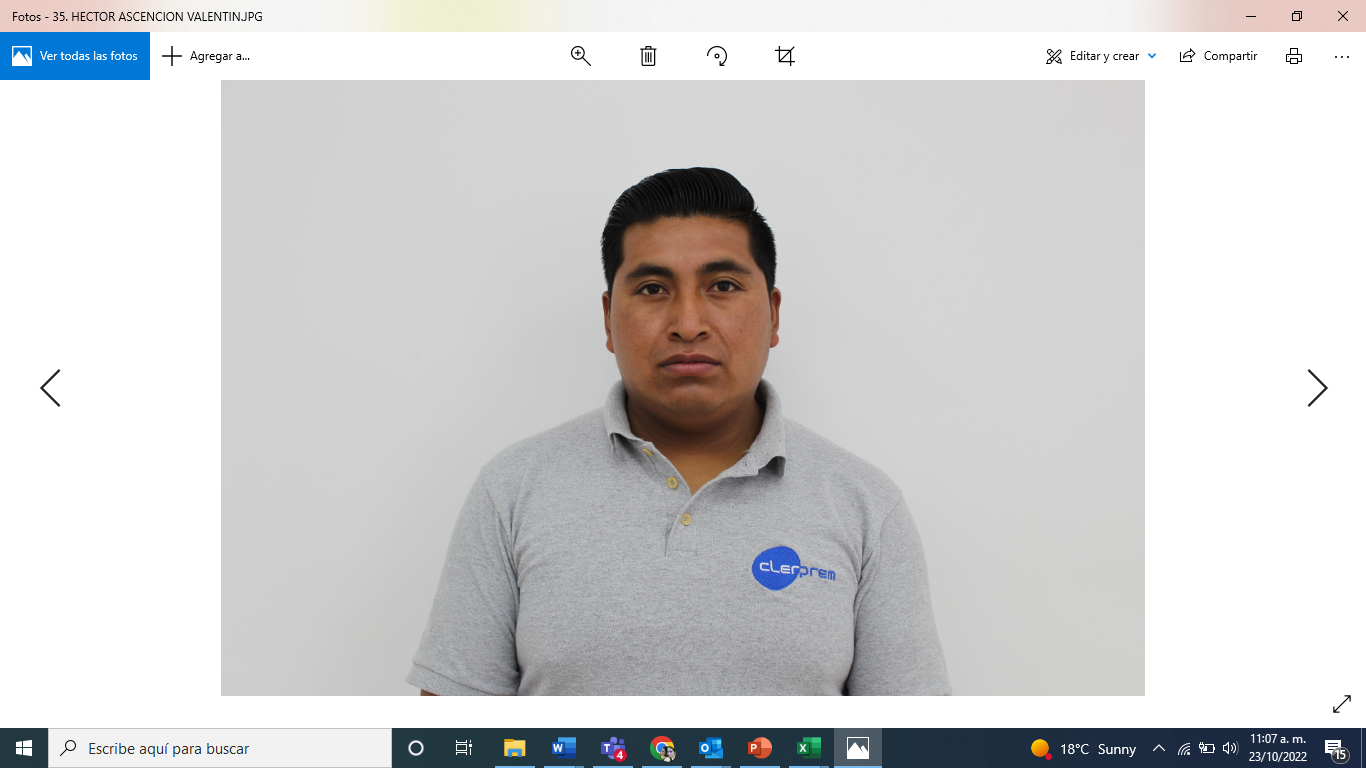 Fotos - 35. HECTOR ASCENCION VALENTIN.JPG
Ver todas las fotos
Agregar a...
Editar y crear
Compartir
cLerprem
Escribe aquí para buscar
4
18°C Sunny
11:07 a. m.
23/10/2022
15